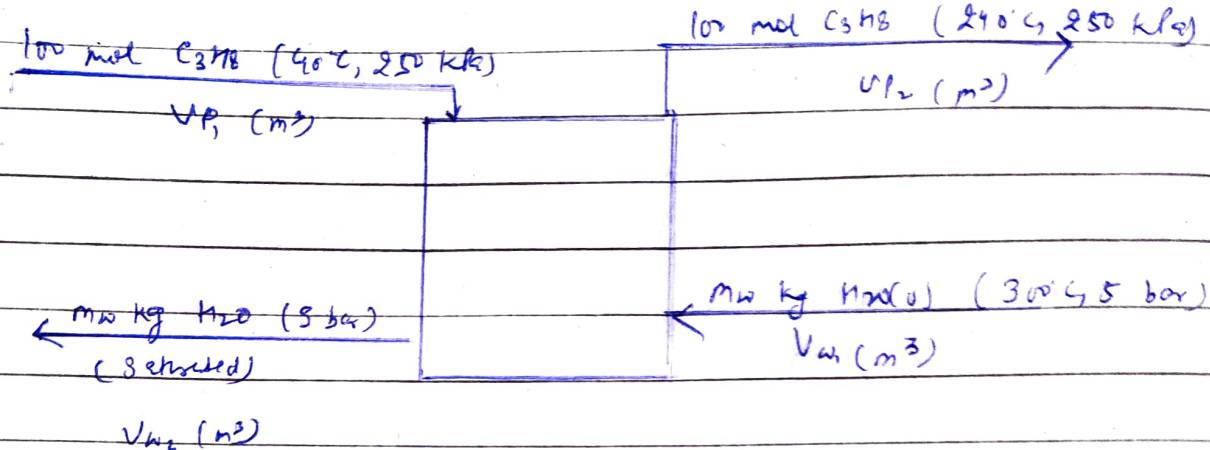 100 mol C3H8 (240°C, 250 kPa)
100 mol C3H8 (40°C, 250 kPa)
VP2 (m³)
VP1 (m³)
mw kg H2O(v) (300°C, 5 bar)
mw kg H2O (5 bar)
Vw1 (m³)
(Saturated)
Vw2 (m³)